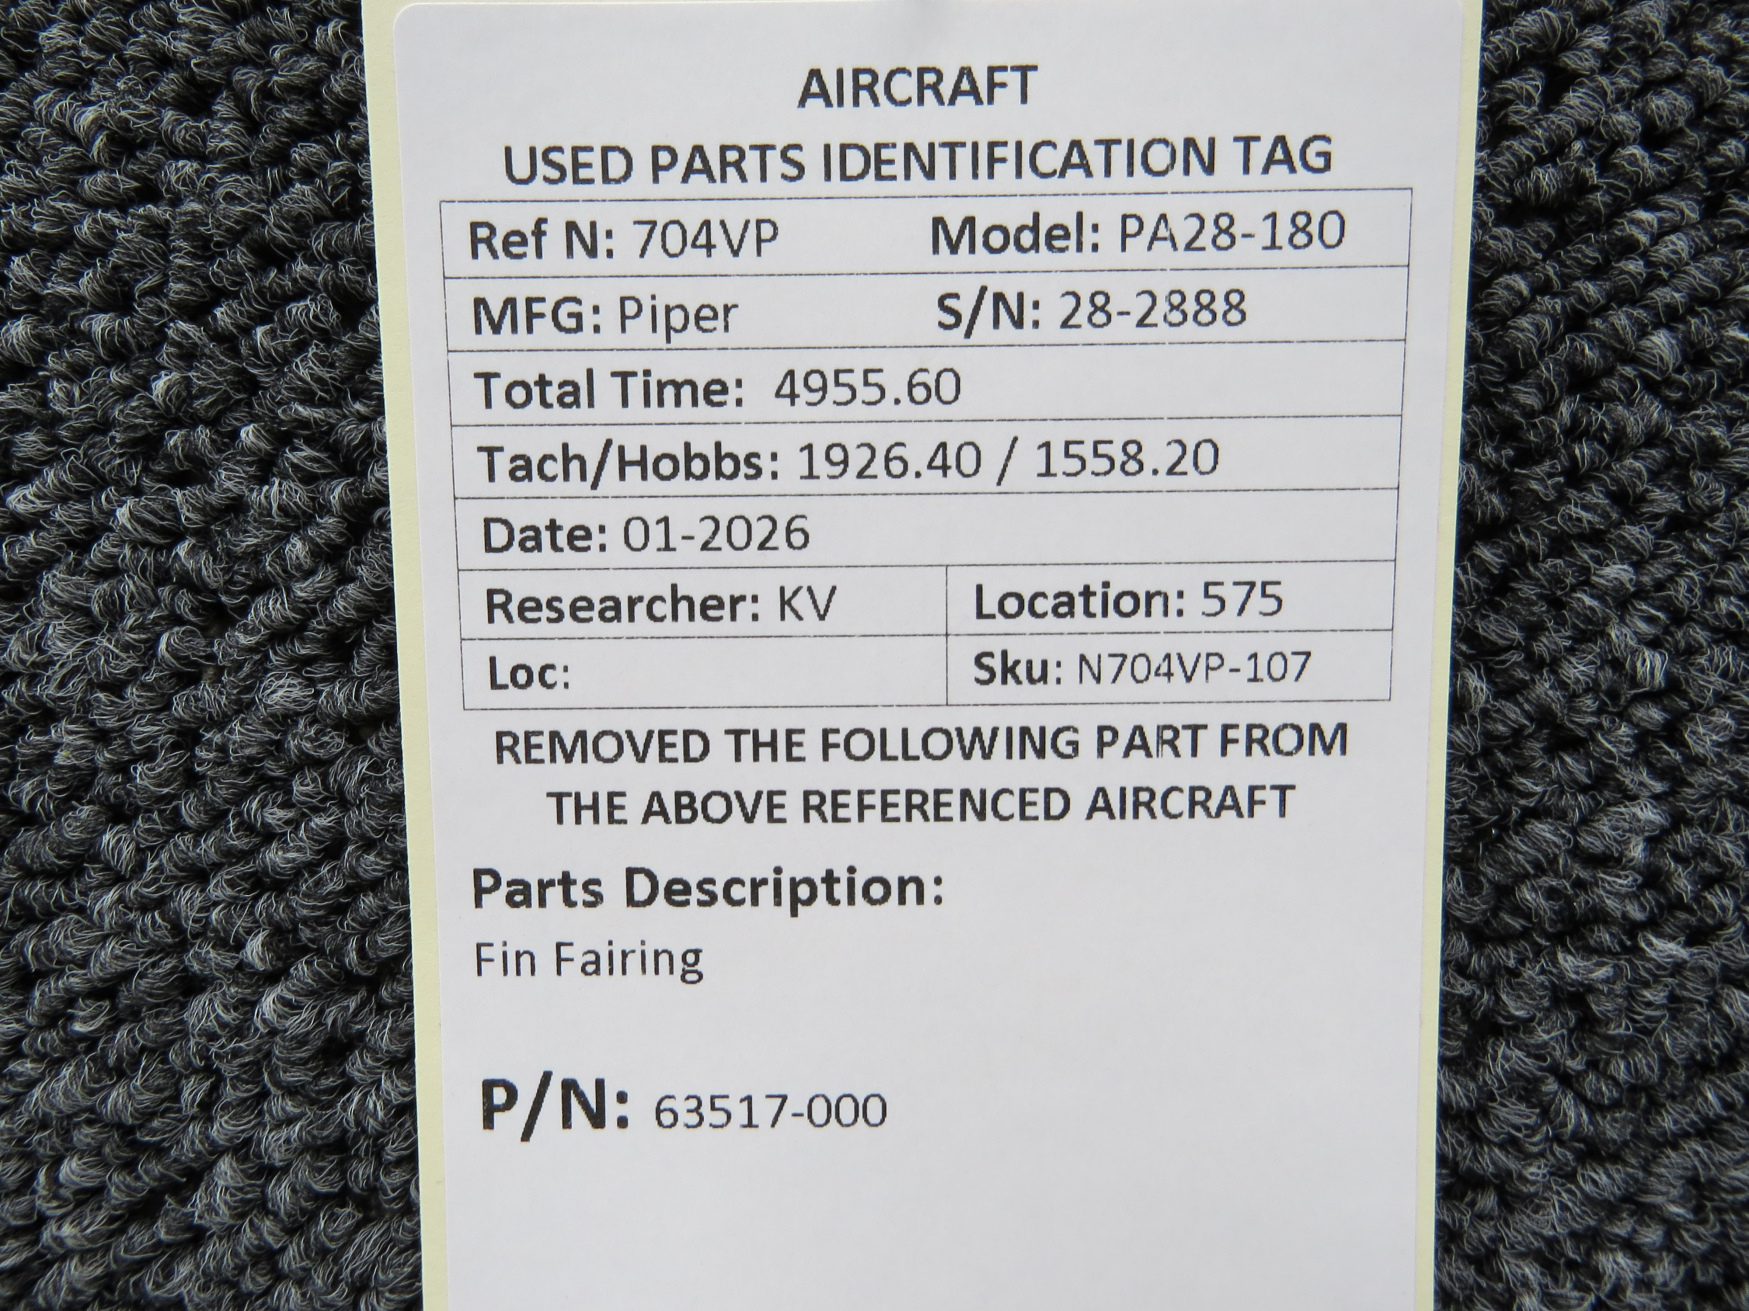 AIRCRAFT
USED PARTS IDENTIFICATION TAG
Ref N: 704VP Model: PA28-180
MFG: Piper S/N: 28-2888
Total Time: 4955.60
Tach/Hobbs: 1926.40 / 1558.20
Date: 01-2026
Researcher: KV Location: 575
Loc: Sku: N704VP-107
REMOVED THE FOLLOWING PART FROM
THE ABOVE REFERENCED AIRCRAFT
Parts Description:
Fin Fairing
P/N: 63517-000